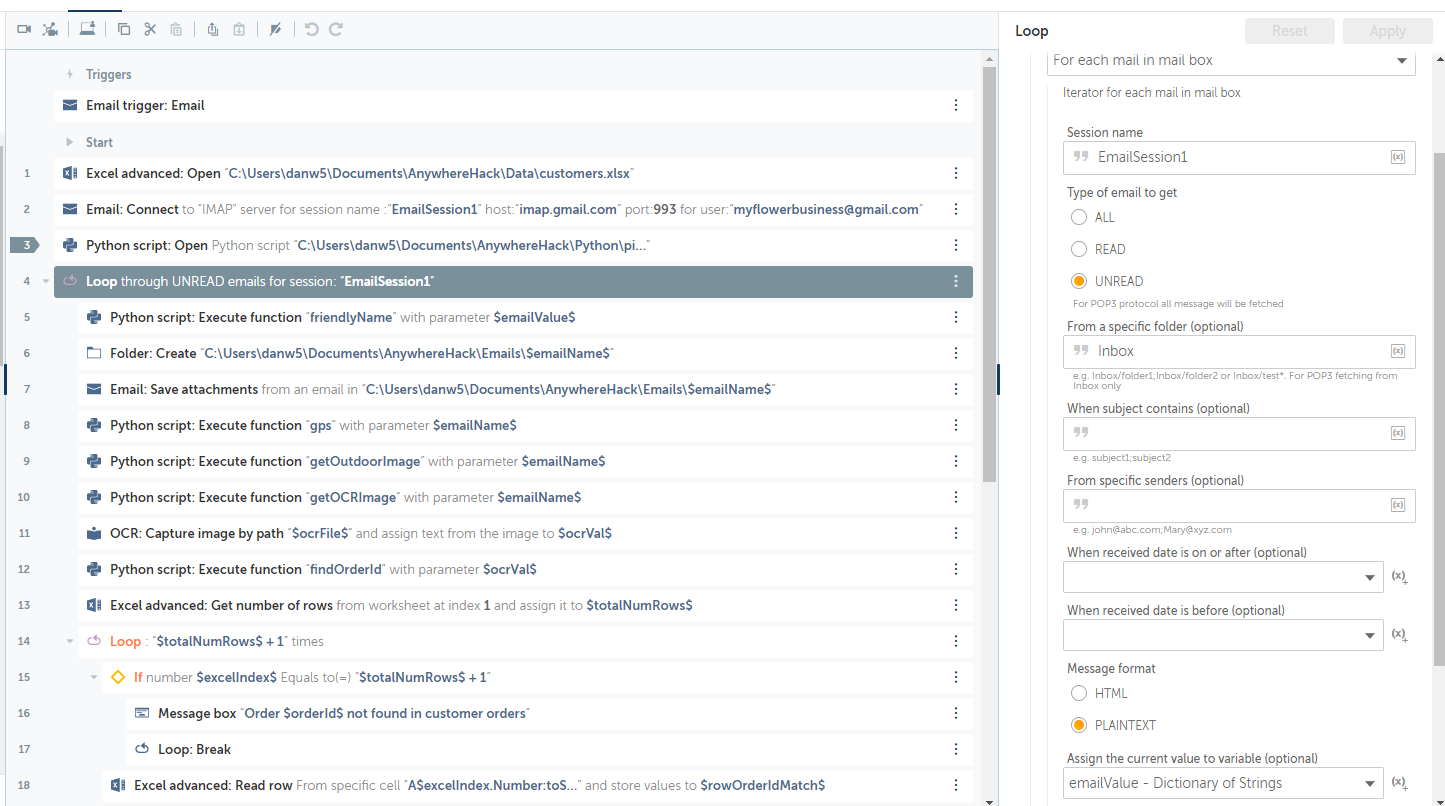 Triggers
Email trigger: Email
Start
1 Excel advanced: Open "C:\Users\danw5\Documents\AnywhereHack\Data\customers.xlsx"
2 Email: Connect to "IMAP" server for session name :"EmailSession1" host:"imap.gmail.com" port:993 for user:"myflowerbusiness@gmail.com"
3 Python script: Open Python script "C:\Users\danw5\Documents\AnywhereHack\Python\pi..."
4 Loop through UNREAD emails for session: "EmailSession1"
5 Python script: Execute function "friendlyName" with parameter $emailValue$
6 Folder: Create "C:\Users\danw5\Documents\AnywhereHack\Emails\$emailName$"
7 Email: Save attachments from an email in "C:\Users\danw5\Documents\AnywhereHack\Emails\$emailName$"
8 Python script: Execute function "gps" with parameter $emailName$
9 Python script: Execute function "getOutdoorImage" with parameter $emailName$
10 Python script: Execute function "getOCRImage" with parameter $emailName$
11 OCR: Capture image by path "$ocrFile$" and assign text from the image to $ocrVal$
12 Python script: Execute function "findOrderId" with parameter $ocrVal$
13 Excel advanced: Get number of rows from worksheet at index 1 and assign it to $totalNumRows$
14 Loop : "$totalNumRows$ + 1" times
15 If number $excelIndex$ Equals to(=) "$totalNumRows$ + 1"
16 Message box "Order $orderId$ not found in customer orders"
17 Loop: Break
18 Excel advanced: Read row From specific cell "A$excelIndex.Number:toS..." and store values to $rowOrderIdMatch$
Loop
Reset
Apply
For each mail in mail box
Iterator for each mail in mail box
Session name
EmailSession1
(x)
Type of email to get
ALL
READ
UNREAD
For POP3 protocol all message will be fetched
From a specific folder (optional)
Inbox
(x)
e.g. Inbox/folder1;Inbox/folder2 or Inbox/test*. For POP3 fetching from
Inbox only
When subject contains (optional)
(x)
e.g. subject1;subject2
From specific senders (optional)
(x)
e.g. john@abc.com;Mary@xyz.com
When received date is on or after (optional)
(x)+
When received date is before (optional)
(x)+
Message format
HTML
PLAINTEXT
Assign the current value to variable (optional)
emailValue - Dictionary of Strings
(x)+